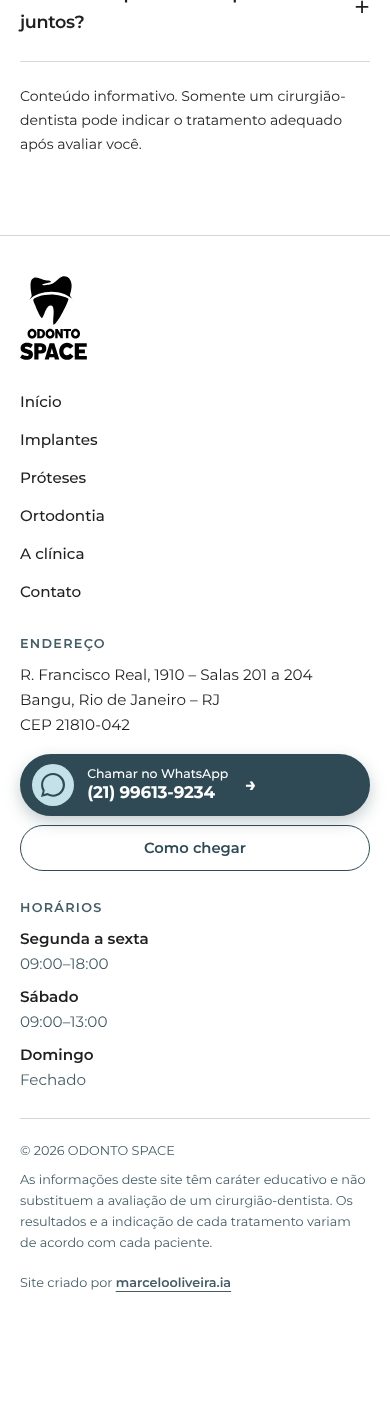 juntos?
+
Conteúdo informativo. Somente um cirurgião-
dentista pode indicar o tratamento adequado
após avaliar você.
ODONTO
SPACE
Início
Implantes
Próteses
Ortodontia
A clínica
Contato
ENDEREÇO
R. Francisco Real, 1910 – Salas 201 a 204
Bangu, Rio de Janeiro – RJ
CEP 21810-042
Chamar no WhatsApp
(21) 99613-9234 →
Como chegar
HORÁRIOS
Segunda a sexta
09:00–18:00
Sábado
09:00–13:00
Domingo
Fechado
© 2026 ODONTO SPACE
As informações deste site têm caráter educativo e não
substituem a avaliação de um cirurgião-dentista. Os
resultados e a indicação de cada tratamento variam
de acordo com cada paciente.
Site criado por marcelooliveira.ia